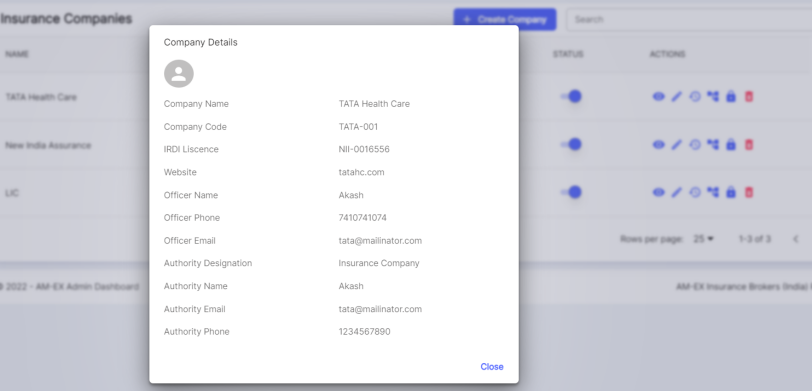 Insurance Companies
+ Create Company
Search
NAME
STATUS
ACTIONS
TATA Health Care
New India Assurance
LIC
Rows per page: 25
1-3 of 3
2022 - AM-EX Admin Dashboard
AM-EX Insurance Brokers (India)
Company Details
Company Name TATA Health Care
Company Code TATA-001
IRDI Liscence NII-0016556
Website tatahc.com
Officer Name Akash
Officer Phone 7410741074
Officer Email tata@mailinator.com
Authority Designation Insurance Company
Authority Name Akash
Authority Email tata@mailinator.com
Authority Phone 1234567890
Close